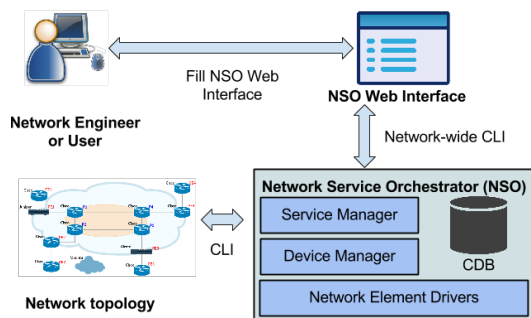 Fill NSO Web
Interface
NSO Web Interface
Network Engineer
or User
Network-wide CLI
Network Service Orchestrator (NSO)
Service Manager
Device Manager
CDB
Network Element Drivers
CLI
Network topology